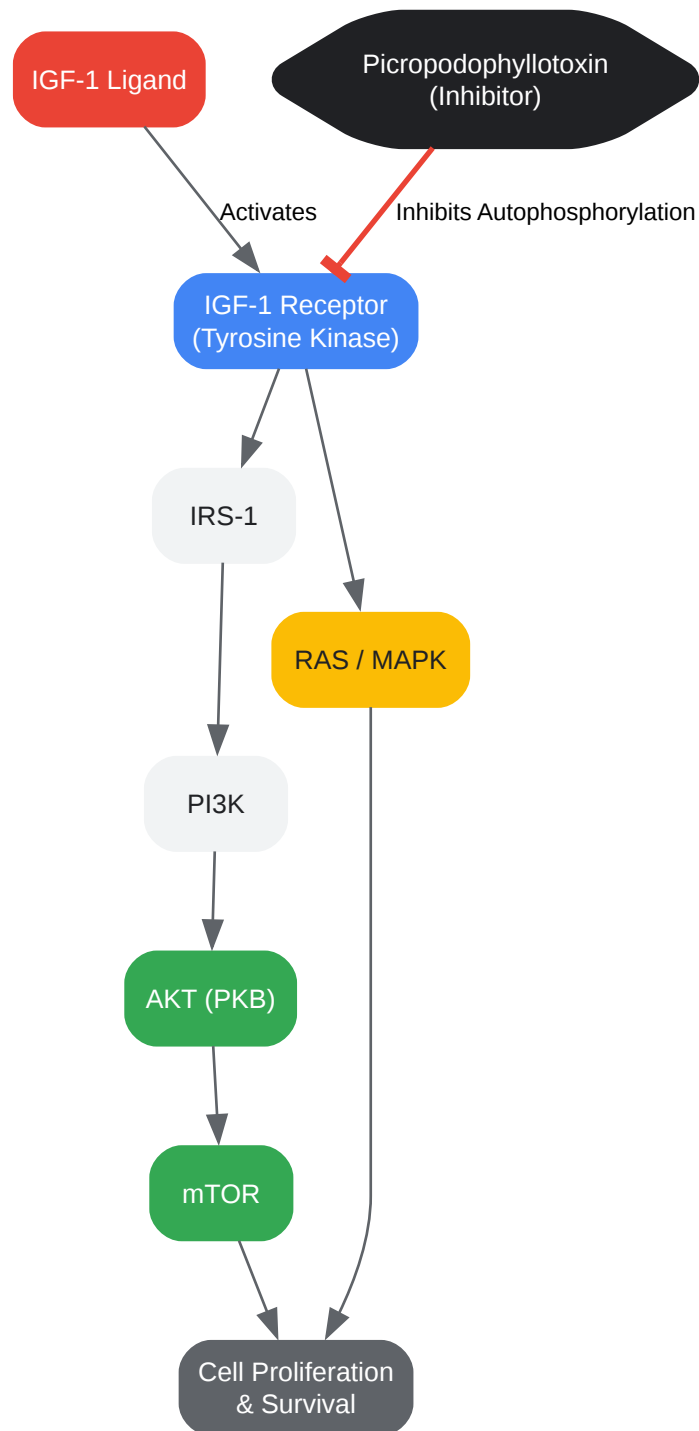 IGF-1 Ligand
Picropodophyllotoxin
(Inhibitor)
Activates
Inhibits Autophosphorylation
IGF-1 Receptor
(Tyrosine Kinase)
IRS-1
RAS / MAPK
PI3K
AKT (PKB)
mTOR
Cell Proliferation
& Survival